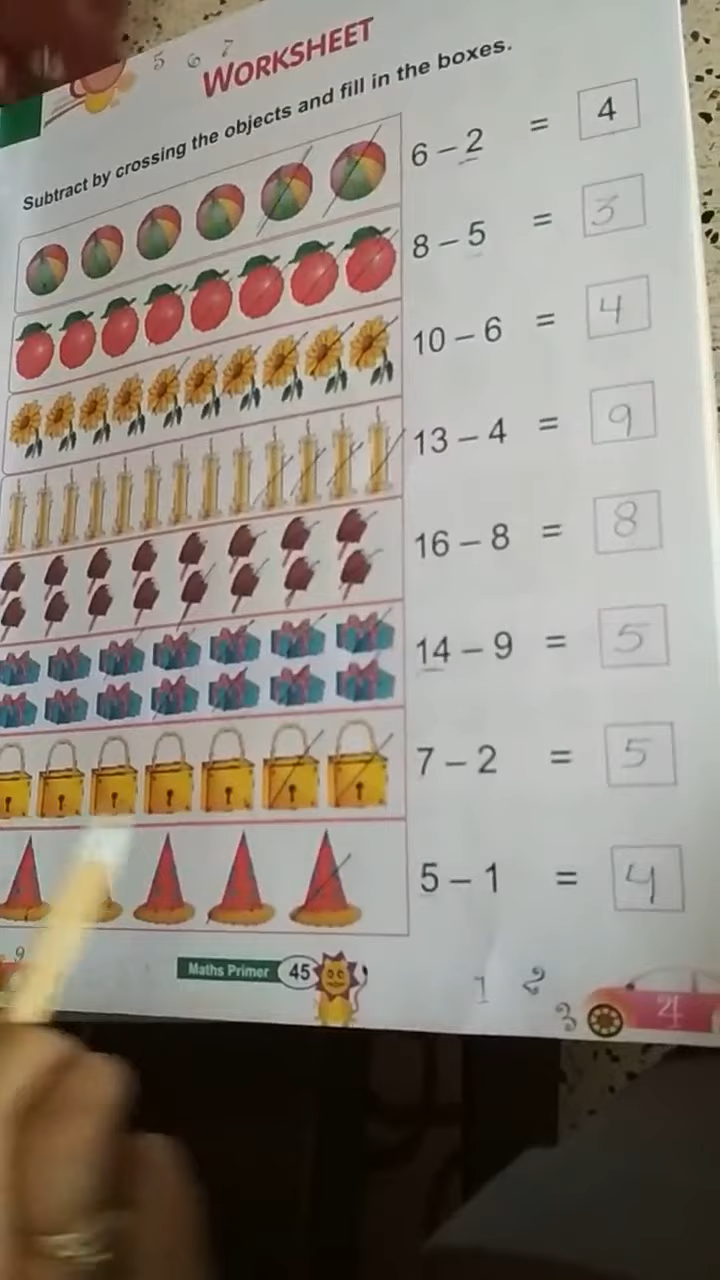 5 6 7
WORKSHEET
Subtract by crossing the objects and fill in the boxes.
6 – 2 = 4
8 – 5 = 3
10 – 6 = 4
13 – 4 = 9
16 – 8 = 8
14 – 9 = 5
7 – 2 = 5
5 – 1 = 4
9
Maths Primer 45
1 2
3 4